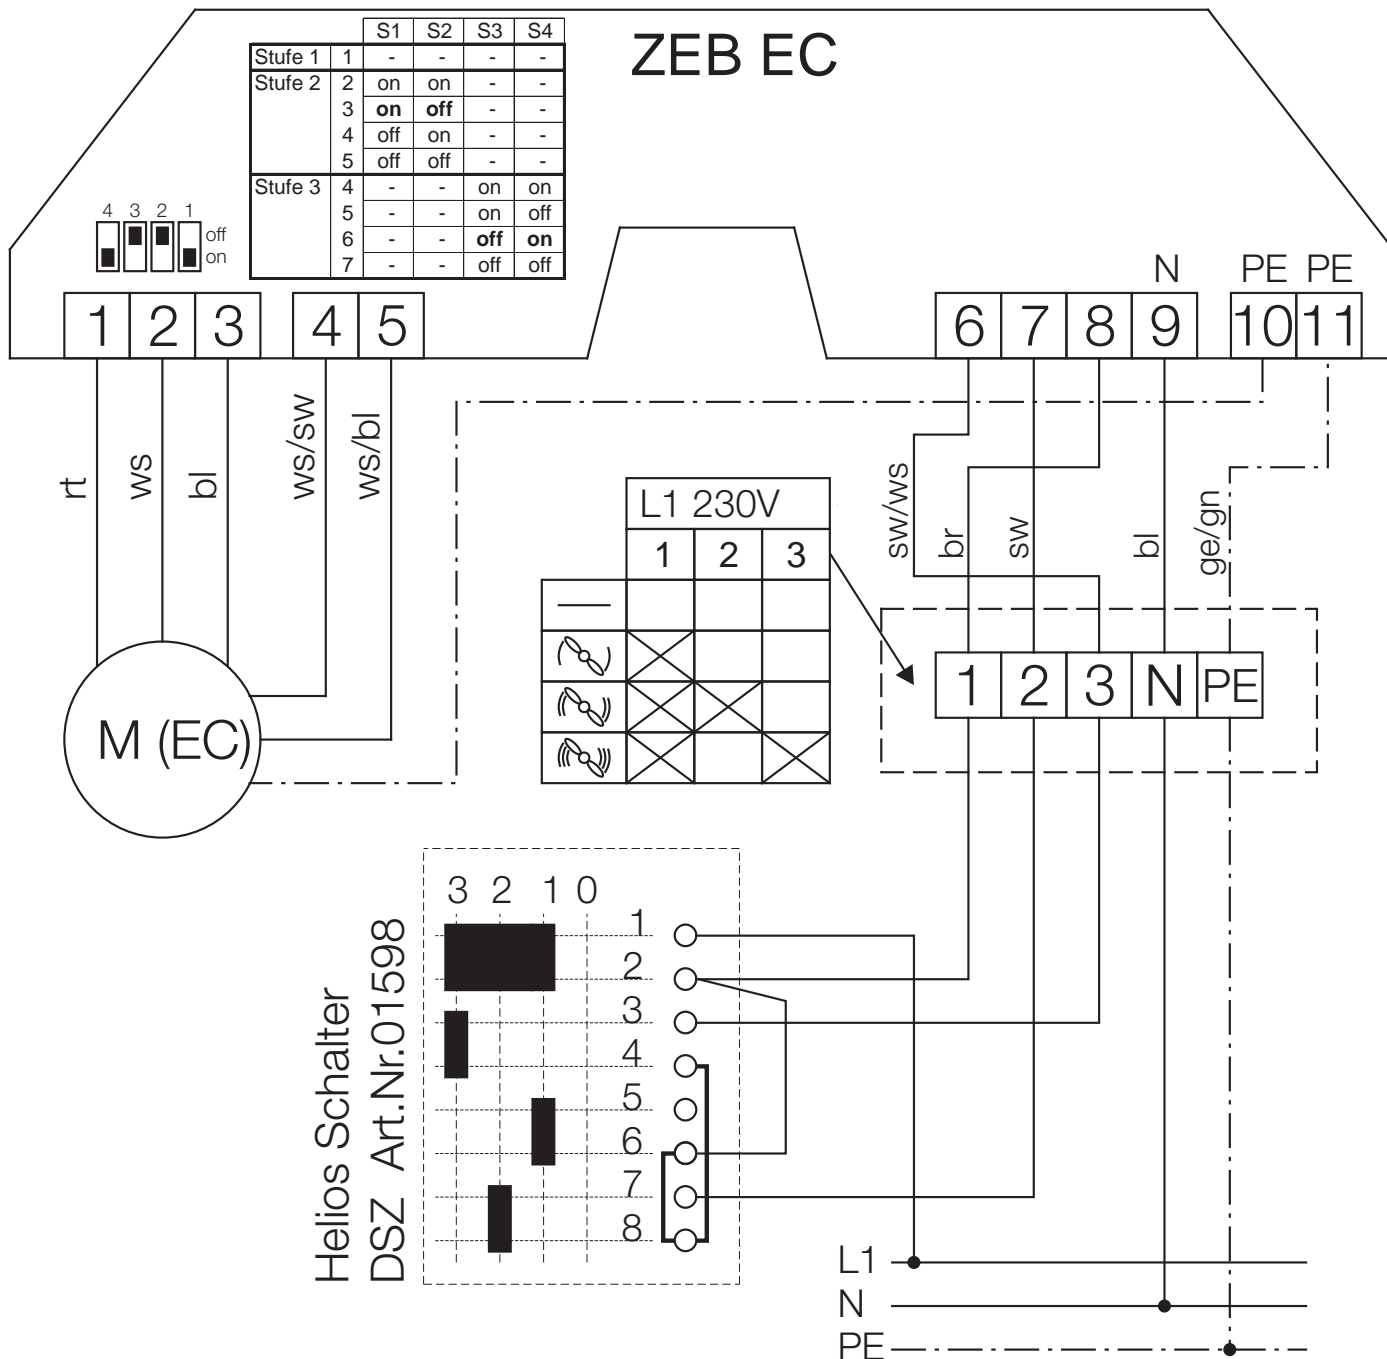 ZEB EC
S1 S2 S3 S4
Stufe 1 1 - - - -
Stufe 2 2 on on - -
3 on off - -
4 off on - -
5 off off - -
Stufe 3 4 - - on on
5 - - on off
6 - - off on
7 - - off off
4 3 2 1
off
on
N PE PE
1 2 3 4 5 6 7 8 9 10 11
rt
ws
bl
ws/sw
ws/bl
sw/ws
br
sw
bl
ge/gn
L1 230V
1 2 3
M (EC)
1 2 3 N PE
Helios Schalter
DSZ Art.Nr.01598
3 2 1 0
1
2
3
4
5
6
7
8
L1
N
PE